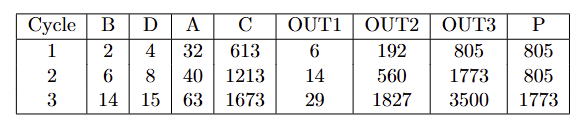 Cycle B D A C OUT1 OUT2 OUT3 P
1 2 4 32 613 6 192 805 805
2 6 8 40 1213 14 560 1773 805
3 14 15 63 1673 29 1827 3500 1773